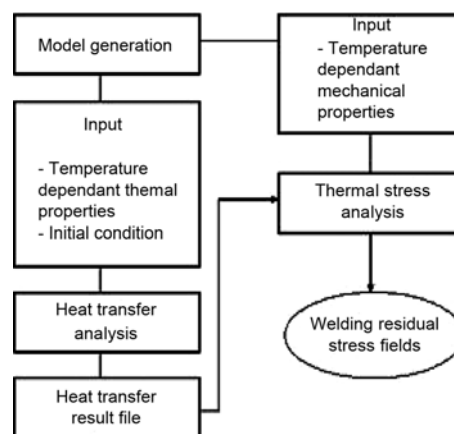 Model generation
Input
- Temperature
dependant themal
properties
- Initial condition
Heat transfer
analysis
Heat transfer
result file
Input
- Temperature
dependant
mechanical
properties
Thermal stress
analysis
Welding residual
stress fields